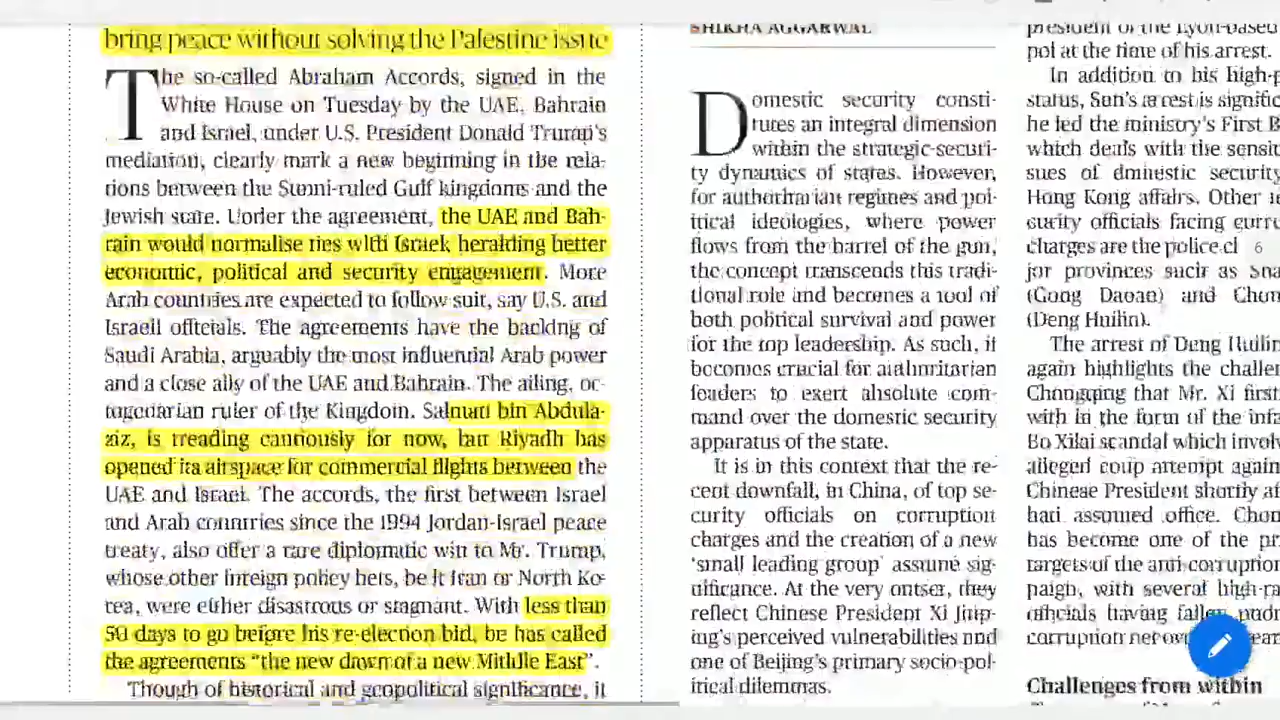 bring peace without solving the Palestine issue
The so-called Abraham Accords, signed in the
White House on Tuesday by the UAE, Bahrain
and Israel, under U.S. President Donald Trump's
mediation, clearly mark a new beginning in the rela-
tions between the Sunni-ruled Gulf kingdoms and the
Jewish state. Under the agreement, the UAE and Bah-
rain would normalise ties with Israel, heralding better
economic, political and security engagement. More
Arab countries are expected to follow suit, say U.S. and
Israeli officials. The agreements have the backing of
Saudi Arabia, arguably the most influential Arab power
and a close ally of the UAE and Bahrain. The ailing, oc-
togenarian ruler of the Kingdom, Salman bin Abdula-
ziz, is treading cautiously for now, but Riyadh has
opened its airspace for commercial flights between the
UAE and Israel. The accords, the first between Israel
and Arab countries since the 1994 Jordan-Israel peace
treaty, also offer a rare diplomatic win to Mr. Trump,
whose other foreign policy bets, be it Iran or North Ko-
rea, were either disastrous or stagnant. With less than
50 days to go before his re-election bid, he has called
the agreements "the new dawn of a new Middle East".
Though of historical and geopolitical significance, it
SHIKHA AGGARWAL
Domestic security consti-
tutes an integral dimension
within the strategic-securi-
ty dynamics of states. However,
for authoritarian regimes and pol-
itical ideologies, where power
flows from the barrel of the gun,
the concept transcends this tradi-
tional role and becomes a tool of
both political survival and power
for the top leadership. As such, it
becomes crucial for authoritarian
leaders to exert absolute com-
mand over the domestic security
apparatus of the state.
It is in this context that the re-
cent downfall, in China, of top se-
curity officials on corruption
charges and the creation of a new
'small leading group' assume sig-
nificance. At the very outset, they
reflect Chinese President Xi Jinp-
ing's perceived vulnerabilities and
one of Beijing's primary socio-pol-
itical dilemmas.
president of the Lyon-based
pol at the time of his arrest.
In addition to his high-p
status, Sun's arrest is signific
he led the ministry's First B
which deals with the sensit
sues of domestic security
Hong Kong affairs. Other
curity officials facing
charges are the police
6
jor provinces such as
(Gong Daoan) and Chon
(Deng Huilin).
The arrest of Deng Huilin
again highlights the challen
Chongqing that Mr. Xi first
with in the form of the
Bo Xilai scandal which involv
alleged coup attempt again
Chinese President shortly af
had assumed office. Chon
has become one of the pr
targets of the anti-corruption
paign, with several high-ra
officials having fallen
corruption
Challenges from within